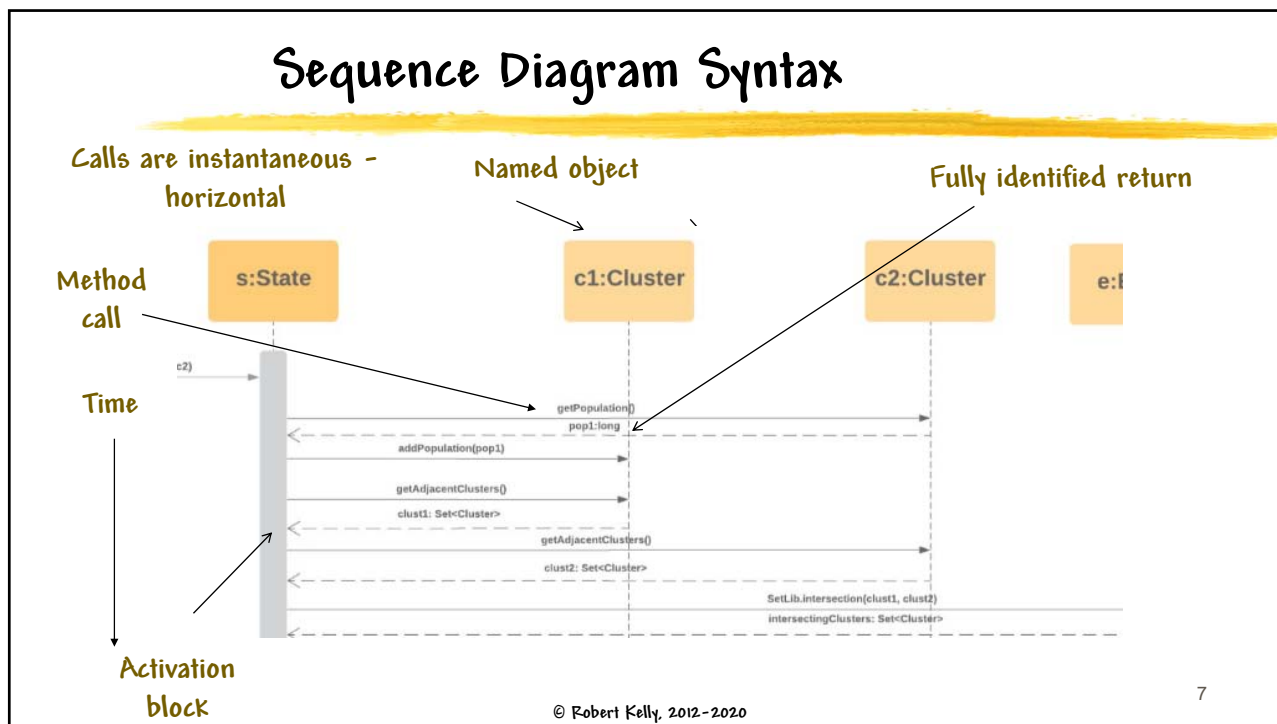 Sequence Diagram Syntax
Calls are instantaneous -
horizontal
Named object
Fully identified return
s:State
c1:Cluster
c2:Cluster
Method
call
c2)
Time
getPopulation()
pop1:long
addPopulation(pop1)
getAdjacentClusters()
clust1: Set<Cluster>
getAdjacentClusters()
clust2: Set<Cluster>
SetLib.intersection(clust1, clust2)
intersectingClusters: Set<Cluster>
Activation
block
© Robert Kelly, 2012-2020
7